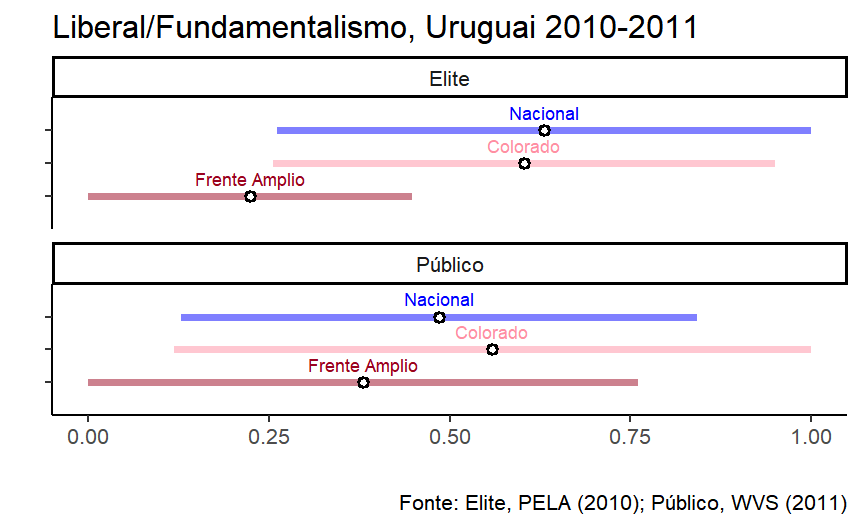 Liberal/Fundamentalismo, Uruguai 2010-2011
Elite
Nacional
Colorado
Frente Amplio
Público
Nacional
Colorado
Frente Amplio
0.00 0.25 0.50 0.75 1.00
Fonte: Elite, PELA (2010); Público, WVS (2011)